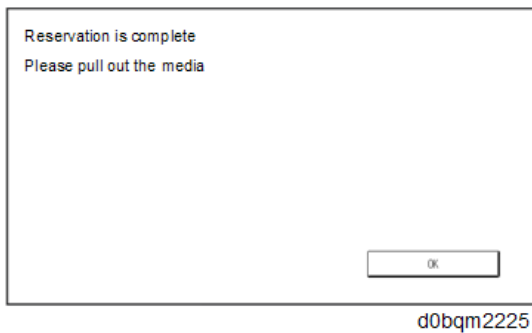 Reservation is complete
Please pull out the media
OK
d0bqm2225